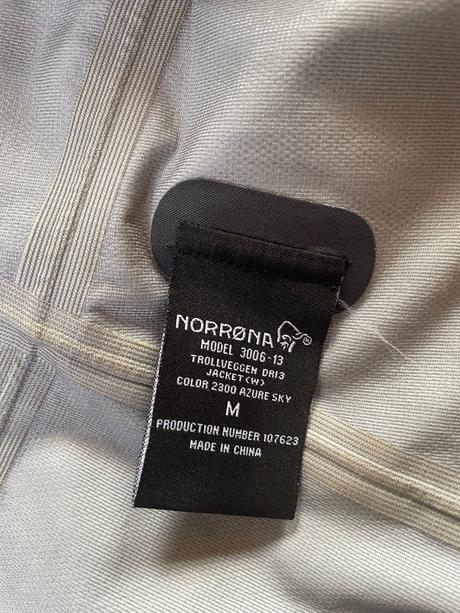 NORRØNA
MODEL 3006-13
TROLLVEGGEN DRI3
JACKET(W)
COLOR 2300 AZURE SKY
M
PRODUCTION NUMBER 107623
MADE IN CHINA